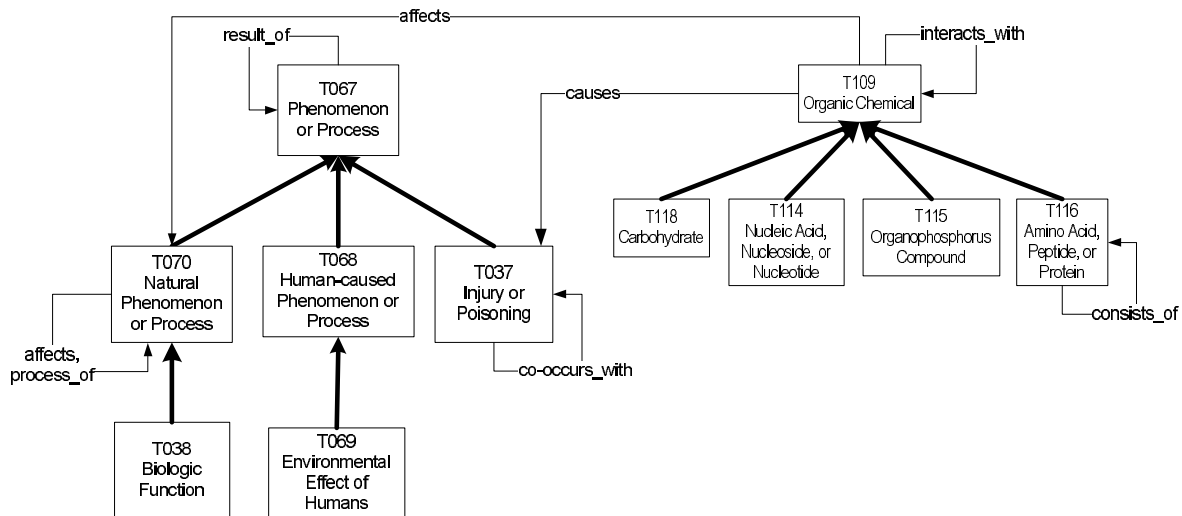 affects
result_of
interacts_with
T067
Phenomenon
or Process
causes
T109
Organic Chemical
T118
Carbohydrate
T114
Nucleic Acid,
Nucleoside, or
Nucleotide
T115
Organophosphorus
Compound
T116
Amino Acid,
Peptide, or
Protein
T070
Natural
Phenomenon
or Process
T068
Human-caused
Phenomenon or
Process
T037
Injury or
Poisoning
consists_of
affects,
process_of
co-occurs_with
T038
Biologic
Function
T069
Environmental
Effect of
Humans